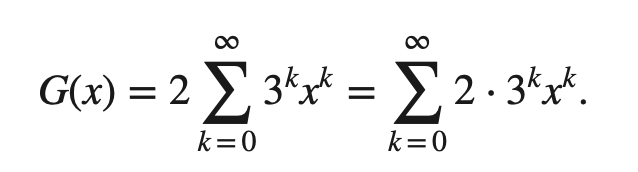 G(x) = 2 ∑_{k=0}^{∞} 3^k x^k = ∑_{k=0}^{∞} 2 · 3^k x^k.